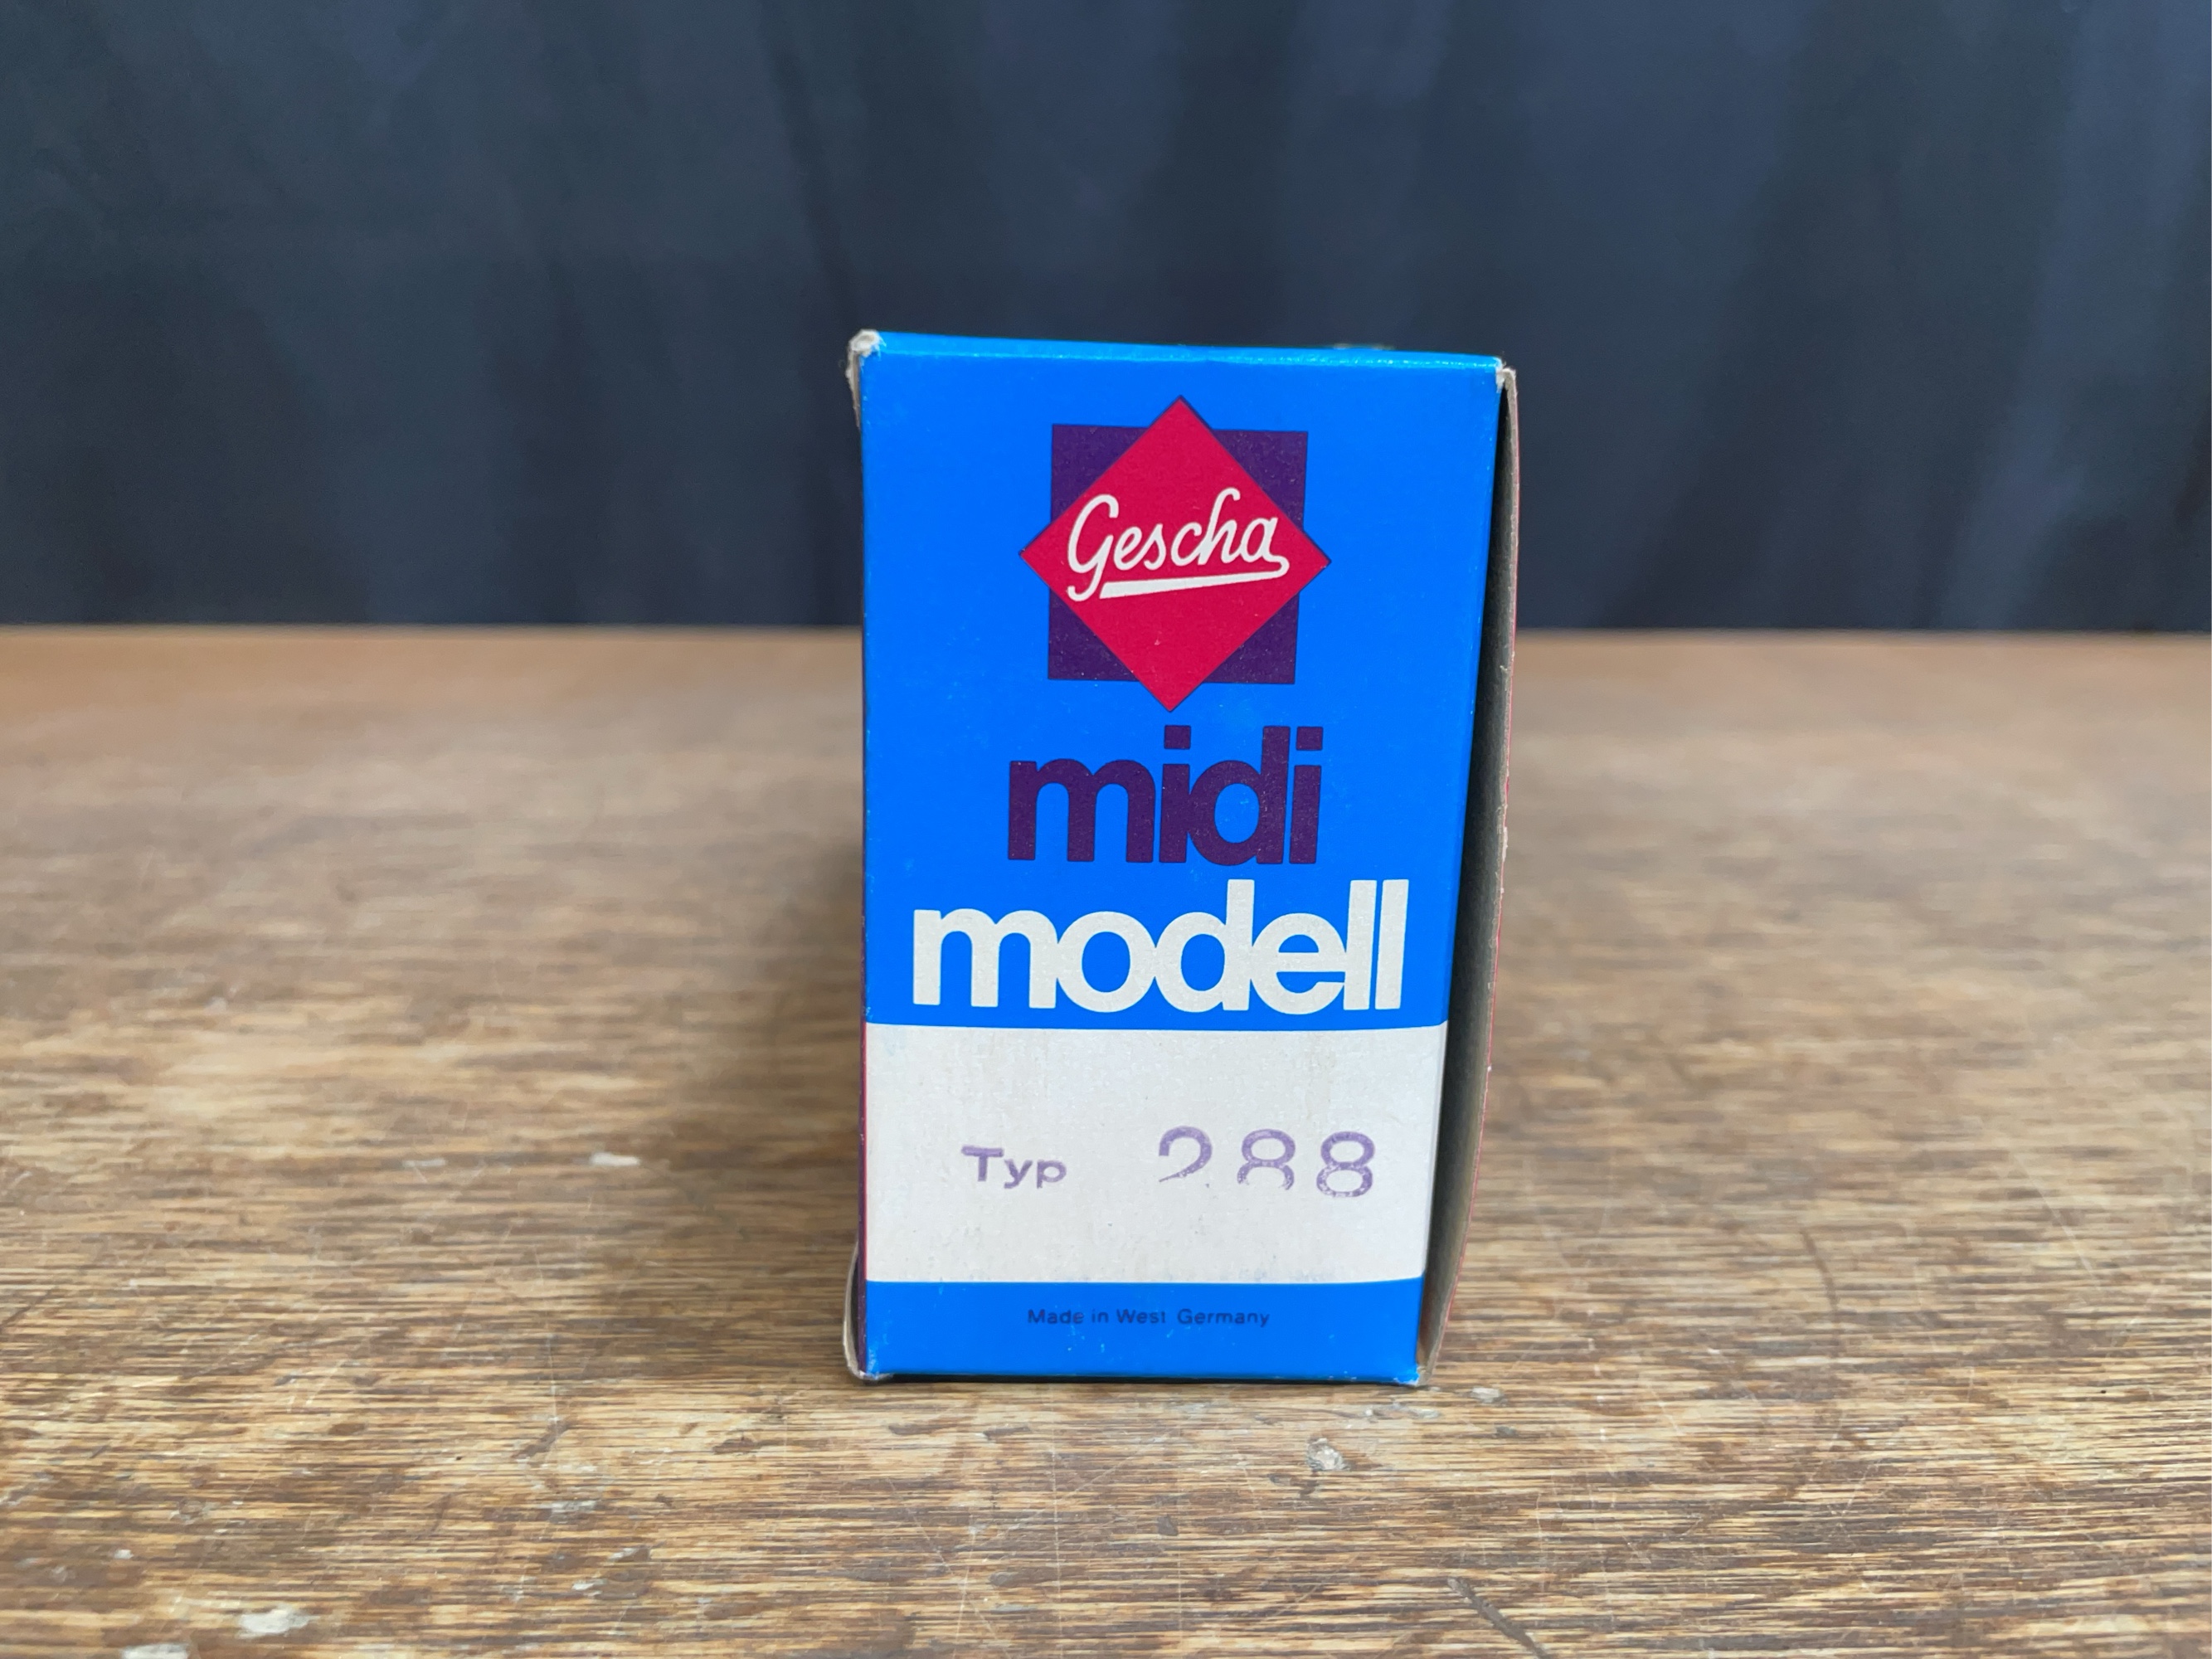 Gescha
midi
modell
Typ 288
Made in West Germany